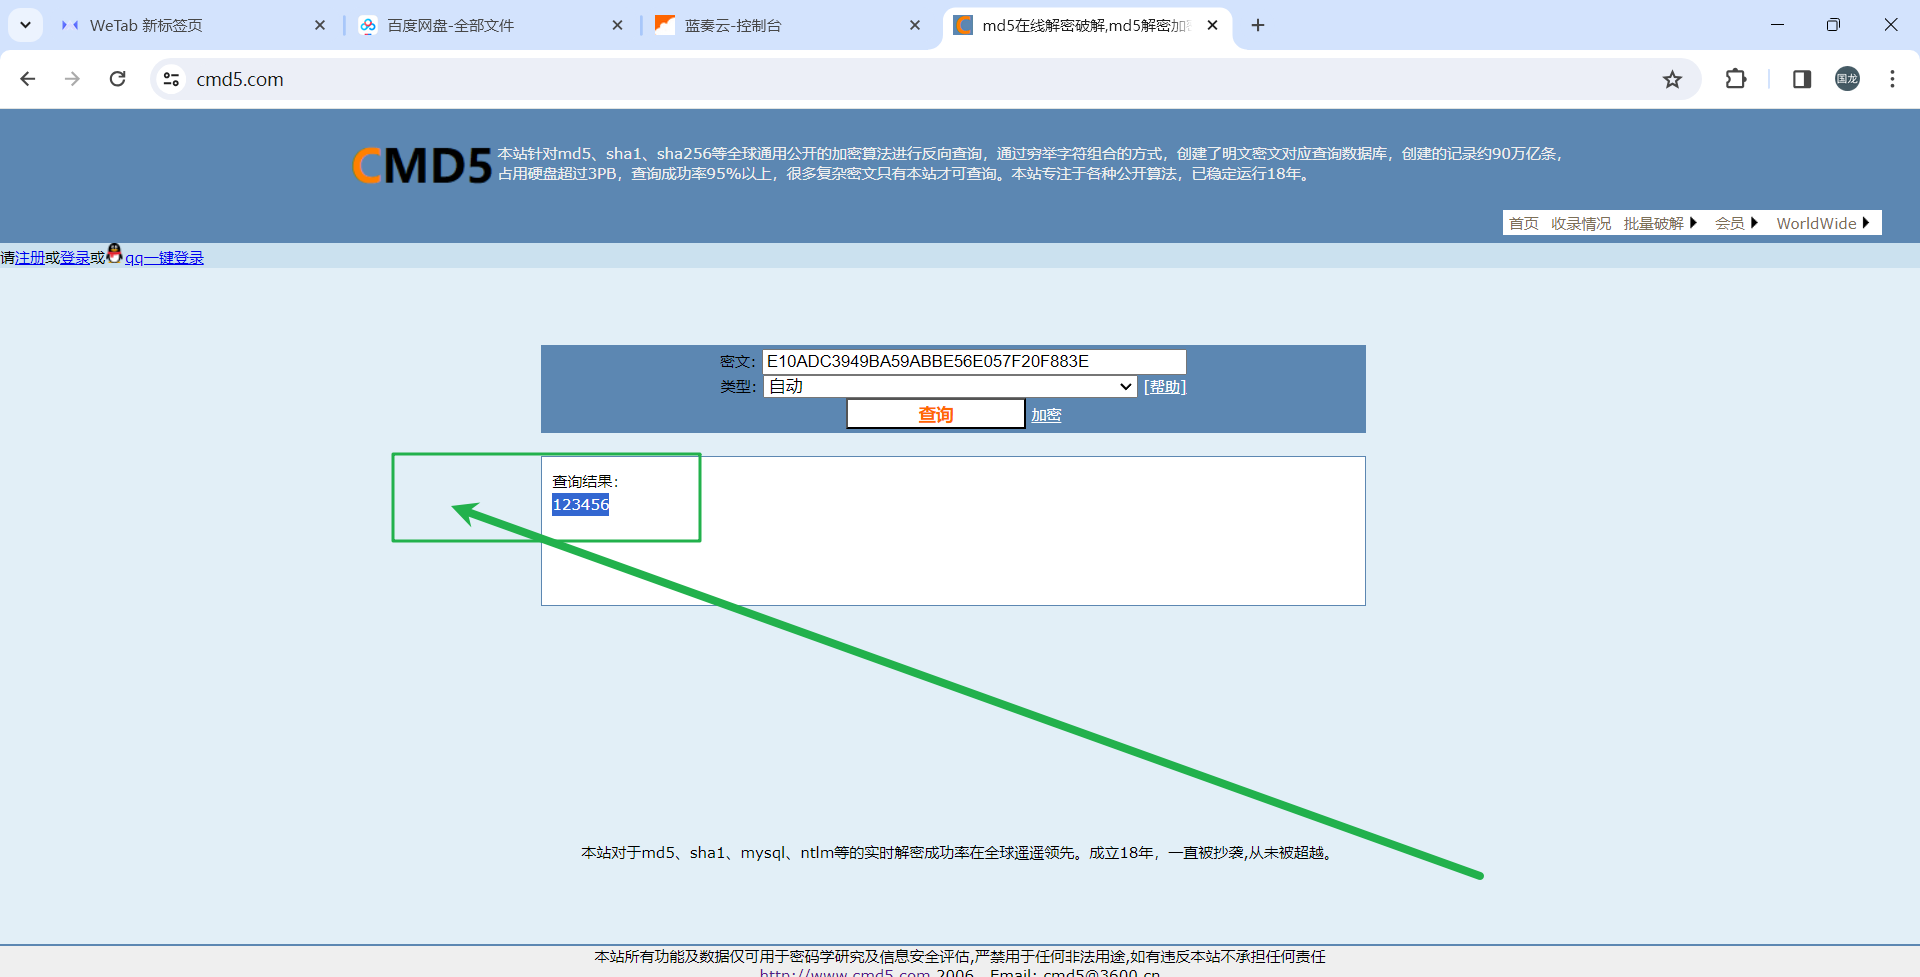 WeTab 新标签页
百度网盘-全部文件
蓝奏云-控制台
md5在线解密破解,md5解密加密
cmd5.com
国龙
CMD5
本站针对md5、sha1、sha256等全球通用公开的加密算法进行反向查询，通过穷举字符组合的方式，创建了明文密文对应查询数据库，创建的记录约90万亿条，
占用硬盘超过3PB，查询成功率95%以上，很多复杂密文只有本站才可查询。本站专注于各种公开算法，已稳定运行18年。
首页 收录情况 批量破解 会员 WorldWide
请注册或登录或qq一键登录
密文： E10ADC3949BA59ABBE56E057F20F883E
类型： 自动 [帮助]
查询 加密
查询结果：
123456
本站对于md5、sha1、mysql、ntlm等的实时解密成功率在全球遥遥领先。成立18年，一直被抄袭,从未被超越。
本站所有功能及数据仅可用于密码学研究及信息安全评估,严禁用于任何非法用途,如有违反本站不承担任何责任
http://www.cmd5.com 2006 Email: cmd5@3600.cn